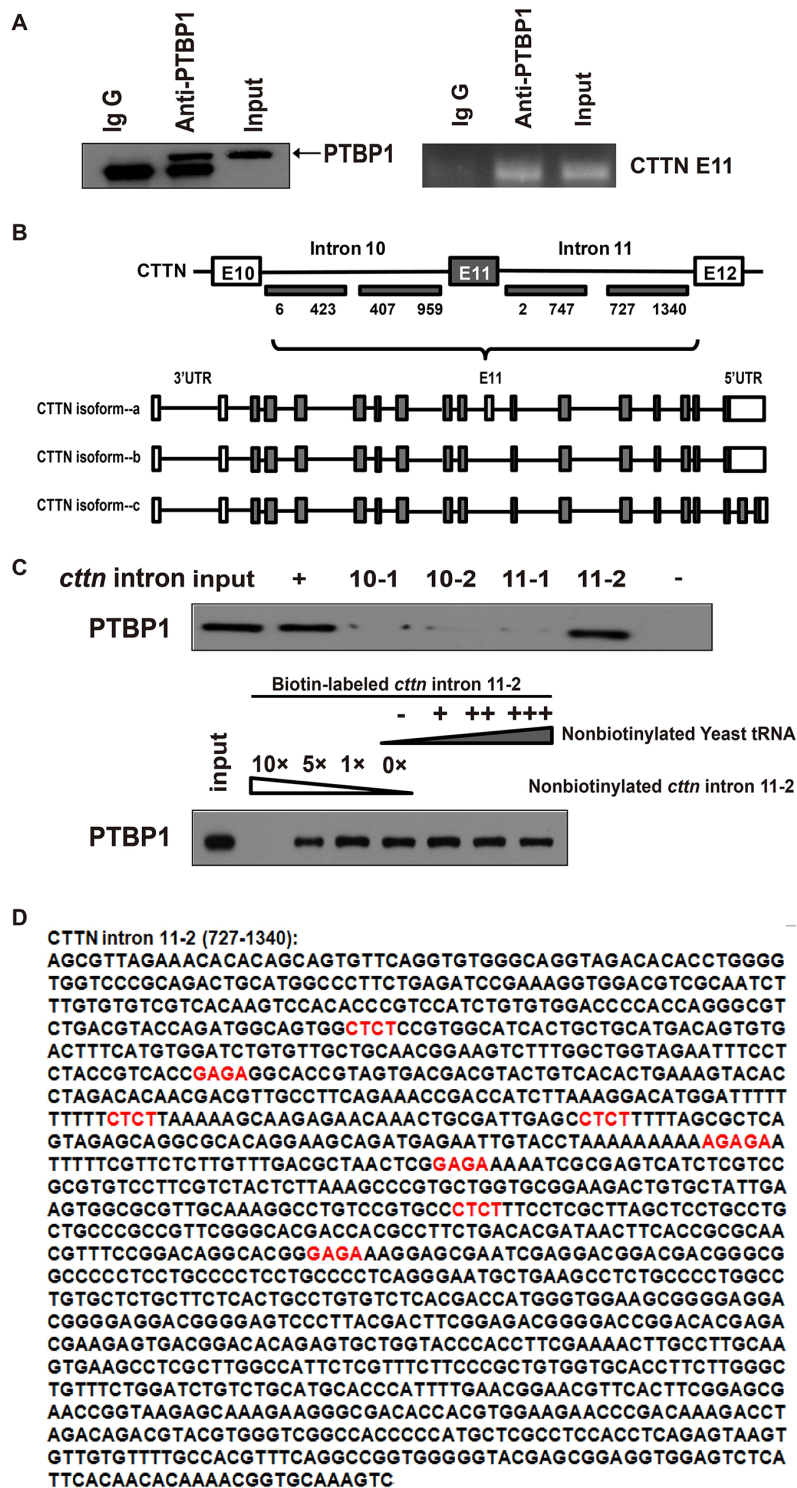 A
Ig G
Anti-PTBP1
Input
PTBP1
Ig G
Anti-PTBP1
Input
CTTN E11
B
Intron 10
Intron 11
CTTN
E10
E11
E12
6 423 407 959 2 747 727 1340
3'UTR
E11
5'UTR
CTTN isoform--a
CTTN isoform--b
CTTN isoform--c
C
cttn intron input + 10-1 10-2 11-1 11-2 -
PTBP1
Biotin-labeled cttn intron 11-2
- + ++ +++
Nonbiotinylated Yeast tRNA
input
10× 5× 1× 0×
Nonbiotinylated cttn intron 11-2
PTBP1
D
CTTN intron 11-2 (727-1340):
AGCGTTAGAAACACACAGCAGTGTTCAGGTGTGGGCAGGTAGACACACCTGGGG
TGGTCCCGCAGACTGCATGGCCCTTCTGAGATCCGAAAGGTGGACGTCGCAATCT
TTGTGTGTCGTCACAAGTCCACACCCGTCCATCTGTGTGGACCCCACCAGGGCGT
CTGACGTACCAGATGGCAGTGGCTCTCCGTGGCATCACTGCTGCATGACAGTGTG
ACTTTCATGTGGATCTGTGTTGCTGCAACGGAAGTCTTTGGCTGGTAGAATTTCCT
CTACCGTCACCGAGAGGCACCGTAGTGACGACGTACTGTCACACTGAAAGTACAC
CTAGACACAACGACGTTGCCTTCAGAAACCGACCATCTTAAAGGACATGGATTTTT
TTTTTCTCTTAAAAAGCAAGAGAACAAACTGCGATTGAGCCTCTTTTTAGCGCTCA
GTAGAGCAGGCGCACAGGAAGCAGATGAGAATTGTACCTAAAAAAAAAAGAGAA
TTTTTCGTTCTCTTGTTTGACGCTAACTCGGAGAAAAATCGCGAGTCATCTCGTCC
GCGTGTCCTTCGTCTACTCTTAAAGCCCGTGCTGGTGCGGAAGACTGTGCTATTGA
AGTGGCGCGTTGCAAAGGCCTGTCCGTGCCCTCTTTCCTCGCTTAGCTCCTGCCTG
CTGCCCGCCGTTCGGGCACGACCACGCCTTCTGACACGATAACTTCACCGCGCAA
CGTTTCCGGACAGGCACGGGAGAAAGGAGCGAATCGAGGACGGACGACGGGCG
GCCCCCTCCTGCCCCTCCTGCCCCTCAGGGAATGCTGAAGCCTCTGCCCCTGGCC
TGTGCTCTGCTTCTCACTGCCTGTGTCTCACGACCATGGGTGGAAGCGGGGAGGA
CGGGGAGGACGGGGAGTCCCTTACGACTTCGGAGACGGGGACCGGACACGAGA
CGAAGAGTGACGGACACAGAGTGCTGGTACCCACCTTCGAAAACTTGCCTTGCAA
GTGAAGCCTCGCTTGGCCATTCTCGTTTCTTCCCGCTGTGGTGCACCTTCTTGGGC
TGTTTCTGGATCTGTCTGCATGCACCCATTTTGAACGGAACGTTCACTTCGGAGCG
AACCGGTAAGAGCAAAGAAGGGCGACACCACGTGGAAGAACCCGACAAAGACCT
AGACAGACGTACGTGGGTCGGCCACCCCCATGCTCGCCTCCACCTCAGAGTAAGT
GTTGTGTTTTGCCACGTTTCAGGCCGGTGGGGGTACGAGCGGAGGTGGAGTCTCA
TTCACAACACAAAACGGTGCAAAGTC